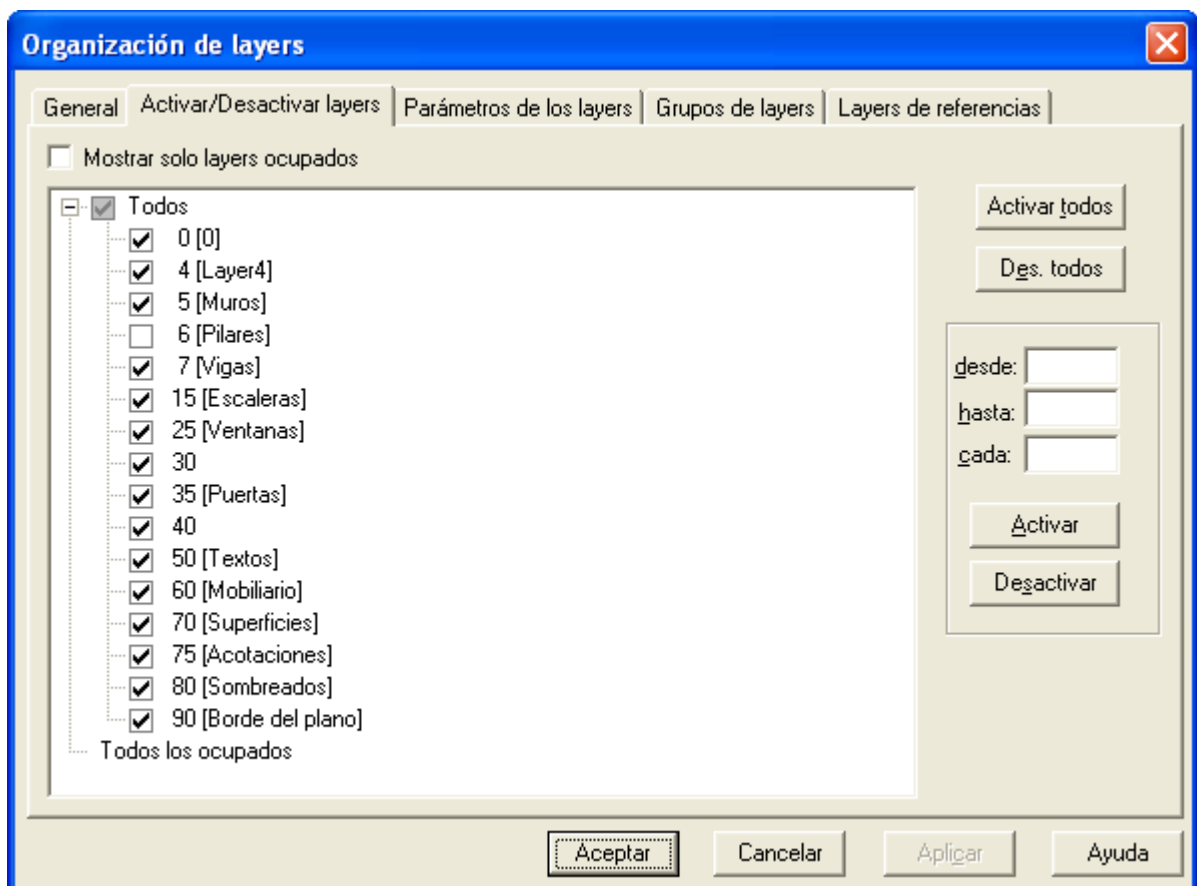 Organización de layers
General Activar/Desactivar layers Parámetros de los layers Grupos de layers Layers de referencias
Mostrar solo layers ocupados
Todos
0 [0]
4 [Layer4]
5 [Muros]
6 [Pilares]
7 [Vigas]
15 [Escaleras]
25 [Ventanas]
30
35 [Puertas]
40
50 [Textos]
60 [Mobiliario]
70 [Superficies]
75 [Acotaciones]
80 [Sombreados]
90 [Borde del plano]
Todos los ocupados
Activar todos
Des. todos
desde:
hasta:
cada:
Activar
Desactivar
Aceptar Cancelar Aplicar Ayuda